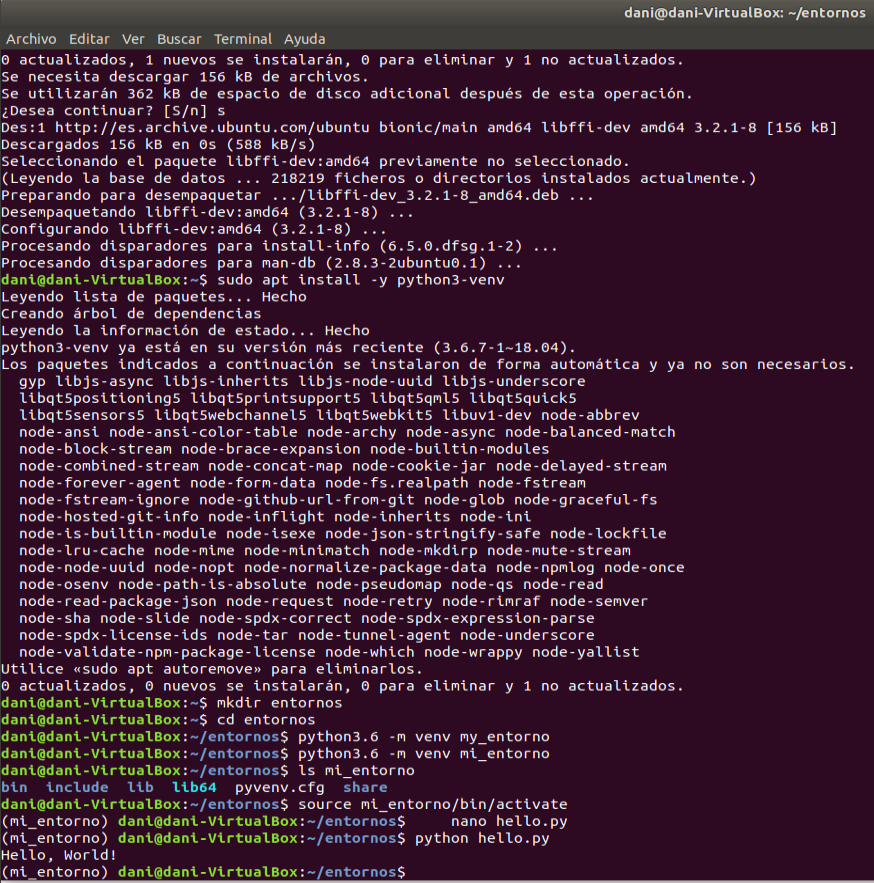 dani@dani-VirtualBox: ~/entornos
Archivo Editar Ver Buscar Terminal Ayuda
0 actualizados, 1 nuevos se instalarán, 0 para eliminar y 1 no actualizados.
Se necesita descargar 156 kB de archivos.
Se utilizarán 362 kB de espacio de disco adicional después de esta operación.
¿Desea continuar? [S/n] s
Des:1 http://es.archive.ubuntu.com/ubuntu bionic/main amd64 libffi-dev amd64 3.2.1-8 [156 kB]
Descargados 156 kB en 0s (588 kB/s)
Seleccionando el paquete libffi-dev:amd64 previamente no seleccionado.
(Leyendo la base de datos ... 218219 ficheros o directorios instalados actualmente.)
Preparando para desempaquetar .../libffi-dev_3.2.1-8_amd64.deb ...
Desempaquetando libffi-dev:amd64 (3.2.1-8) ...
Configurando libffi-dev:amd64 (3.2.1-8) ...
Procesando disparadores para install-info (6.5.0.dfsg.1-2) ...
Procesando disparadores para man-db (2.8.3-2ubuntu0.1) ...
dani@dani-VirtualBox:~$ sudo apt install -y python3-venv
Leyendo lista de paquetes... Hecho
Creando árbol de dependencias
Leyendo la información de estado... Hecho
python3-venv ya está en su versión más reciente (3.6.7-1~18.04).
Los paquetes indicados a continuación se instalaron de forma automática y ya no son necesarios.
  gyp libjs-async libjs-inherits libjs-node-uuid libjs-underscore
  libqt5positioning5 libqt5printsupport5 libqt5qml5 libqt5quick5
  libqt5sensors5 libqt5webchannel5 libqt5webkit5 libuv1-dev node-abbrev
  node-ansi node-ansi-color-table node-archy node-async node-balanced-match
  node-block-stream node-brace-expansion node-builtin-modules
  node-combined-stream node-concat-map node-cookie-jar node-delayed-stream
  node-forever-agent node-form-data node-fs.realpath node-fstream
  node-fstream-ignore node-github-url-from-git node-glob node-graceful-fs
  node-hosted-git-info node-inflight node-inherits node-ini
  node-is-builtin-module node-isexe node-json-stringify-safe node-lockfile
  node-lru-cache node-mime node-minimatch node-mkdirp node-mute-stream
  node-node-uuid node-nopt node-normalize-package-data node-npmlog node-once
  node-osenv node-path-is-absolute node-pseudomap node-qs node-read
  node-read-package-json node-request node-retry node-rimraf node-semver
  node-sha node-slide node-spdx-correct node-spdx-expression-parse
  node-spdx-license-ids node-tar node-tunnel-agent node-underscore
  node-validate-npm-package-license node-which node-wrappy node-yallist
Utilice «sudo apt autoremove» para eliminarlos.
0 actualizados, 0 nuevos se instalarán, 0 para eliminar y 1 no actualizados.
dani@dani-VirtualBox:~$ mkdir entornos
dani@dani-VirtualBox:~$ cd entornos
dani@dani-VirtualBox:~/entornos$ python3.6 -m venv my_entorno
dani@dani-VirtualBox:~/entornos$ python3.6 -m venv mi_entorno
dani@dani-VirtualBox:~/entornos$ ls mi_entorno
bin  include  lib  lib64  pyvenv.cfg  share
dani@dani-VirtualBox:~/entornos$ source mi_entorno/bin/activate
(mi_entorno) dani@dani-VirtualBox:~/entornos$     nano hello.py
(mi_entorno) dani@dani-VirtualBox:~/entornos$ python hello.py
Hello, World!
(mi_entorno) dani@dani-VirtualBox:~/entornos$